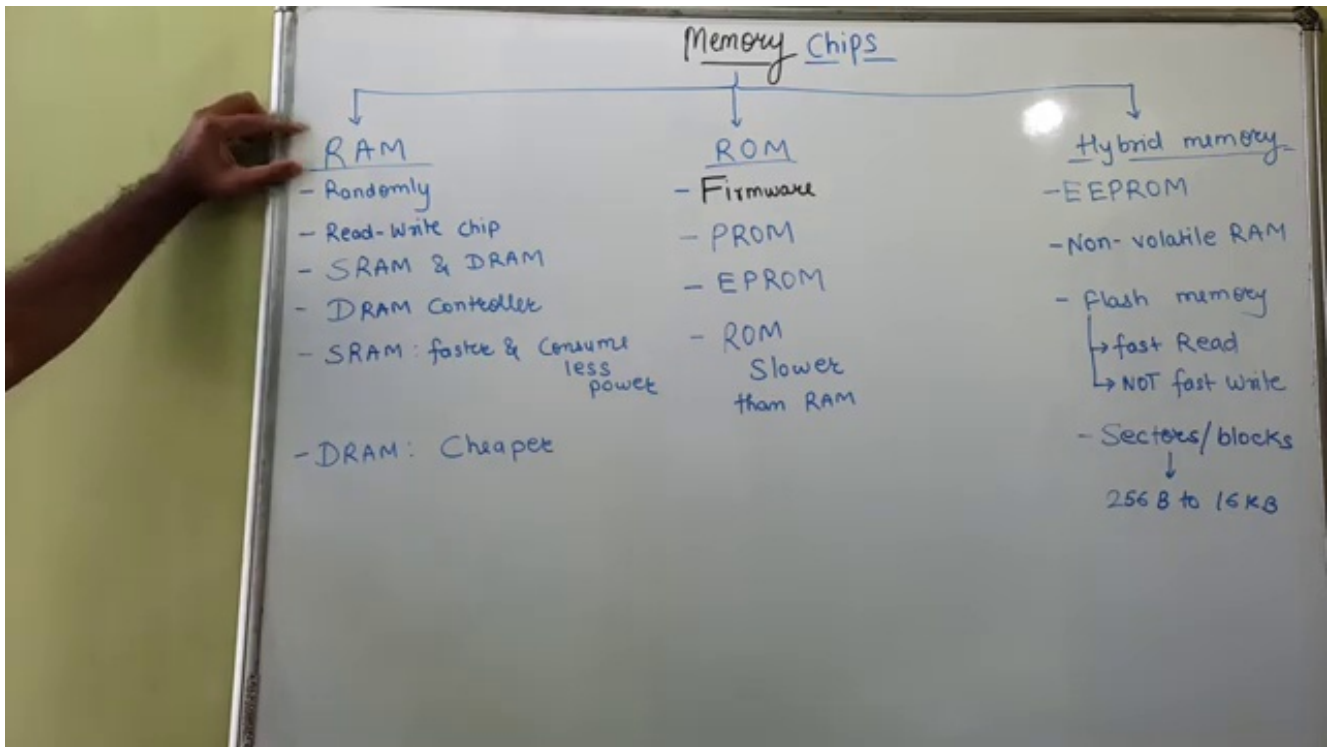 Memory Chips
RAM
- Randomly
- Read-Write chip
- SRAM & DRAM
- DRAM Controller
- SRAM: faster & Consume
less
power
- DRAM: Cheaper
ROM
- Firmware
- PROM
- EPROM
- ROM
Slower
than RAM
Hybrid memory
- EEPROM
- Non-volatile RAM
- Flash memory
→ fast Read
→ NOT fast write
- Sectors/blocks
↓
256 B to 16 KB